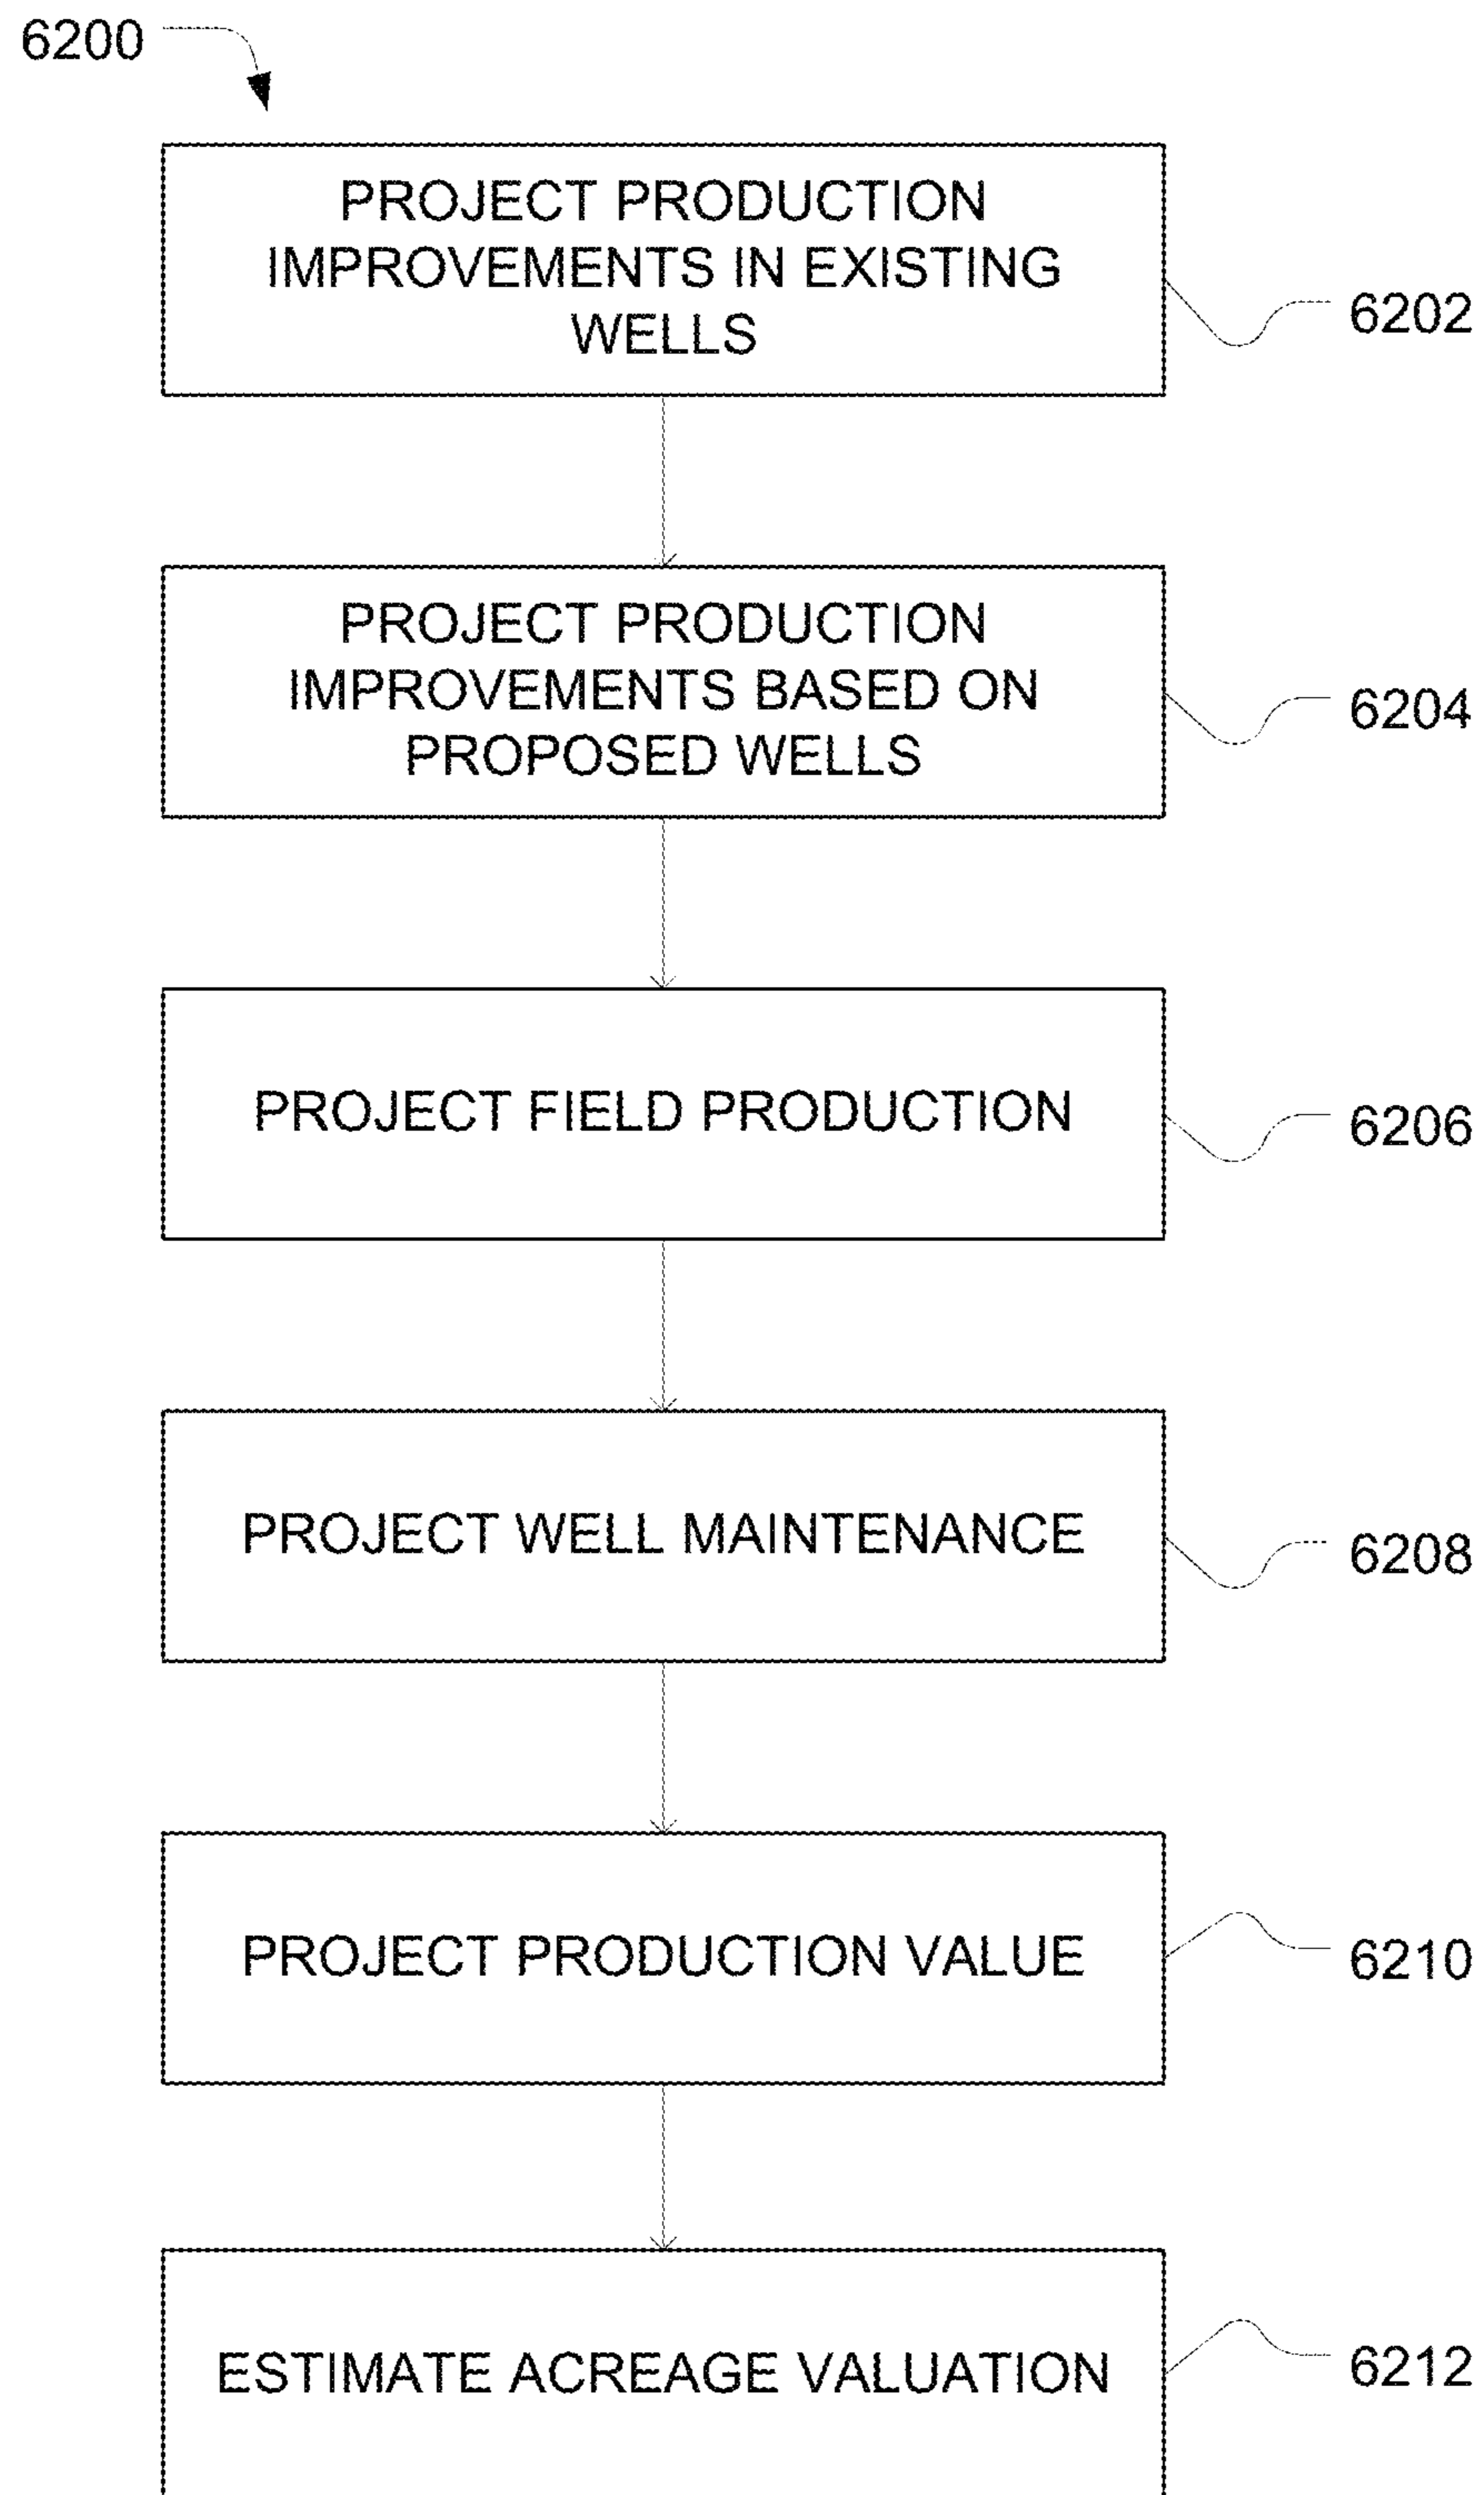 6200
PROJECT PRODUCTION
IMPROVEMENTS IN EXISTING
WELLS
6202
PROJECT PRODUCTION
IMPROVEMENTS BASED ON
PROPOSED WELLS
6204
PROJECT FIELD PRODUCTION
6206
PROJECT WELL MAINTENANCE
6208
PROJECT PRODUCTION VALUE
6210
ESTIMATE ACREAGE VALUATION
6212